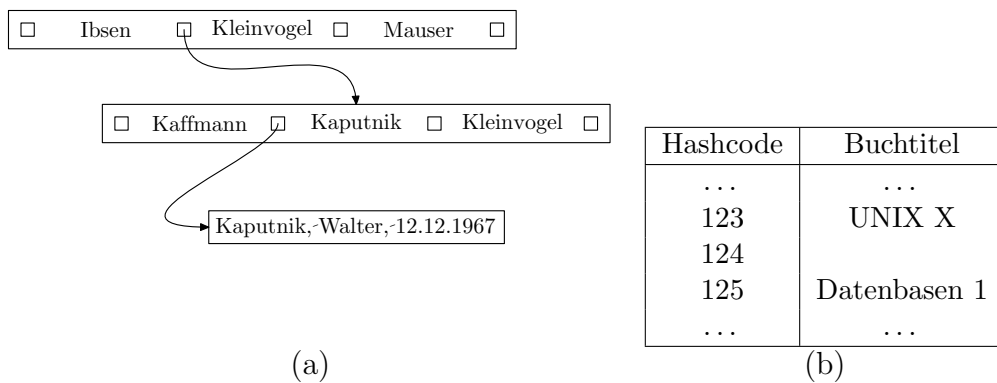 Ibsen Kleinvogel Mauser
Kaffmann Kaputnik Kleinvogel
Kaputnik,-Walter,-12.12.1967
(a)
Hashcode Buchtitel
... ...
123 UNIX X
124
125 Datenbasen 1
... ...
(b)